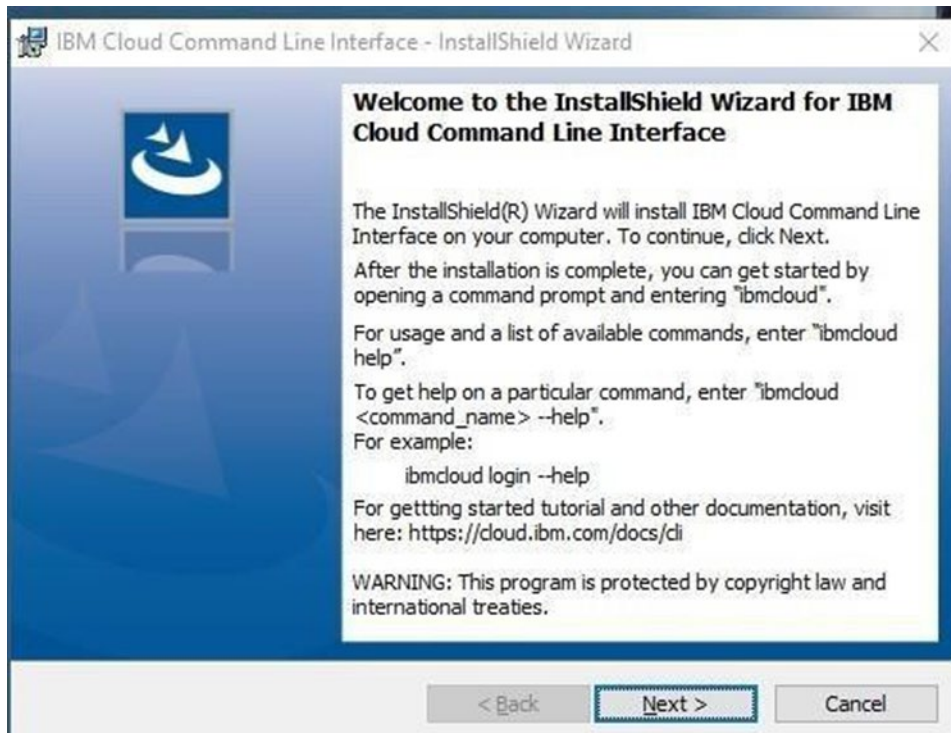 IBM Cloud Command Line Interface - InstallShield Wizard
Welcome to the InstallShield Wizard for IBM
Cloud Command Line Interface
The InstallShield(R) Wizard will install IBM Cloud Command Line
Interface on your computer. To continue, click Next.
After the installation is complete, you can get started by
opening a command prompt and entering "ibmcloud".
For usage and a list of available commands, enter "ibmcloud
help".
To get help on a particular command, enter "ibmcloud
<command_name> --help".
For example:
ibmcloud login --help
For gettting started tutorial and other documentation, visit
here: https://cloud.ibm.com/docs/cli
WARNING: This program is protected by copyright law and
international treaties.
< Back
Next >
Cancel